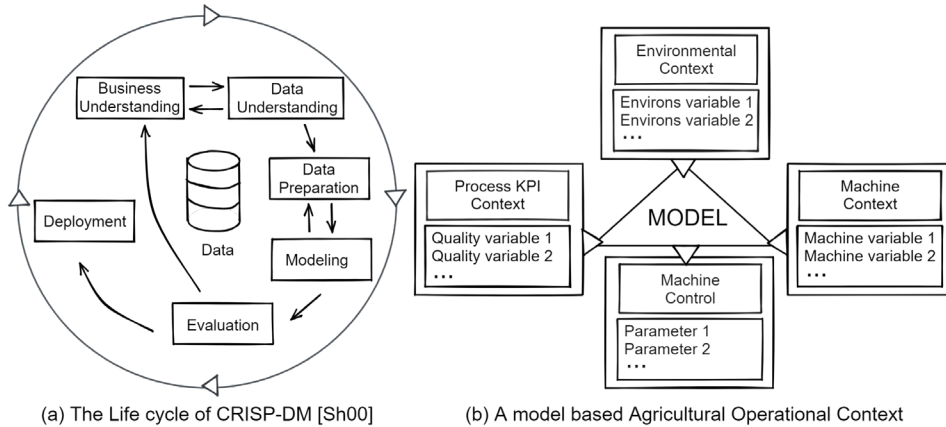 Business
Understanding
Data
Understanding
Data
Preparation
Modeling
Evaluation
Deployment
Data
(a) The Life cycle of CRISP-DM [Sh00]
Environmental
Context
Environs variable 1
Environs variable 2
...
Process KPI
Context
Quality variable 1
Quality variable 2
...
MODEL
Machine
Context
Machine variable 1
Machine variable 2
...
Machine
Control
Parameter 1
Parameter 2
...
(b) A model based Agricultural Operational Context